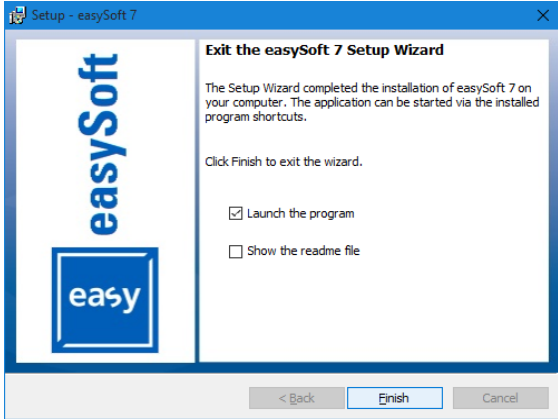 Setup - easySoft 7
easySoft
easy
Exit the easySoft 7 Setup Wizard
The Setup Wizard completed the installation of easySoft 7 on
your computer. The application can be started via the installed
program shortcuts.
Click Finish to exit the wizard.
Launch the program
Show the readme file
< Back
Finish
Cancel